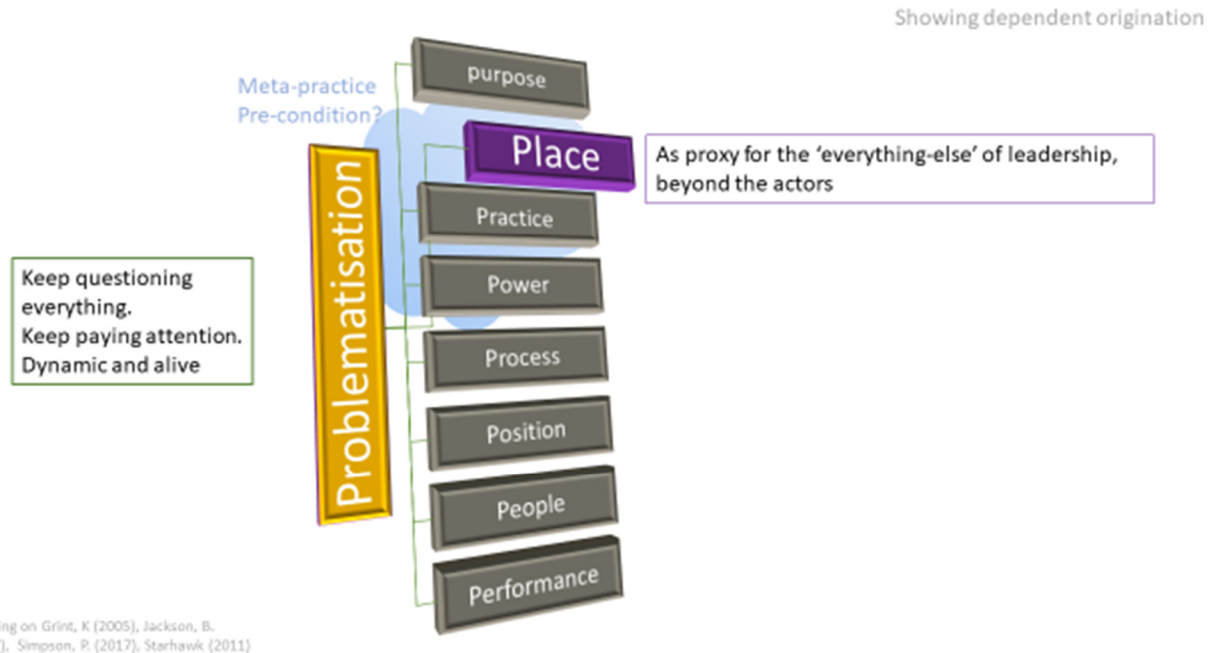 Showing dependent origination
Meta-practice
Pre-condition?
purpose
Place
As proxy for the ‘everything-else’ of leadership,
beyond the actors
Problematisation
Practice
Keep questioning
everything.
Keep paying attention.
Dynamic and alive
Power
Process
Position
People
Performance
ing on Grint, K (2005), Jackson, B.
), Simpson, P. (2017), Starhawk (2011)